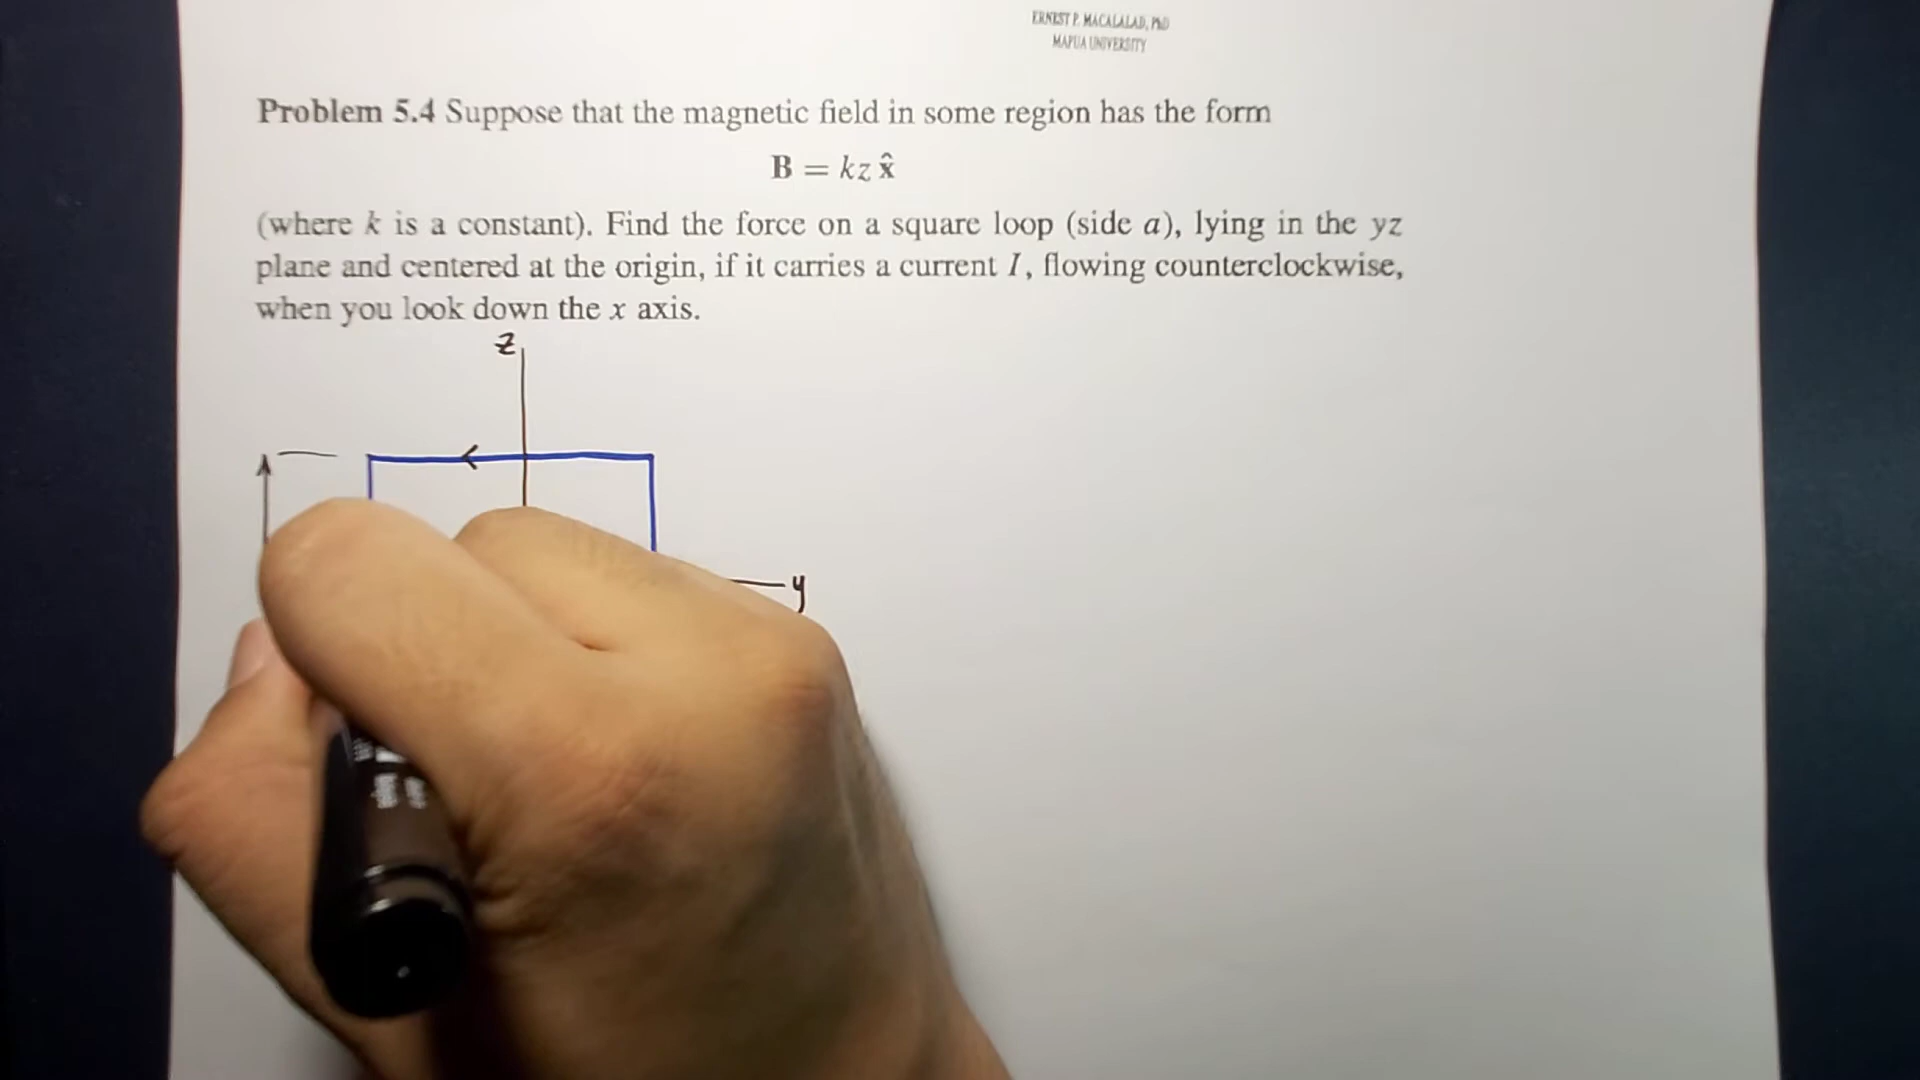 ERNEST P. MACALALAD, PhD
MAPUA UNIVERSITY
Problem 5.4 Suppose that the magnetic field in some region has the form
B = kz x̂
(where k is a constant). Find the force on a square loop (side a), lying in the yz
plane and centered at the origin, if it carries a current I, flowing counterclockwise,
when you look down the x axis.
z
y